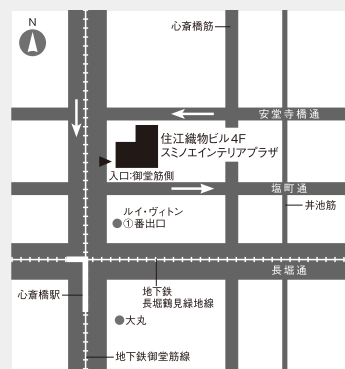 N
心斎橋筋
安堂寺橋通
住江織物ビル4F
スミノエインテリアプラザ
入口:御堂筋側
塩町通
丼池筋
ルイ・ヴィトン
①番出口
長堀通
心斎橋駅
地下鉄
長堀鶴見緑地線
大丸
地下鉄御堂筋線